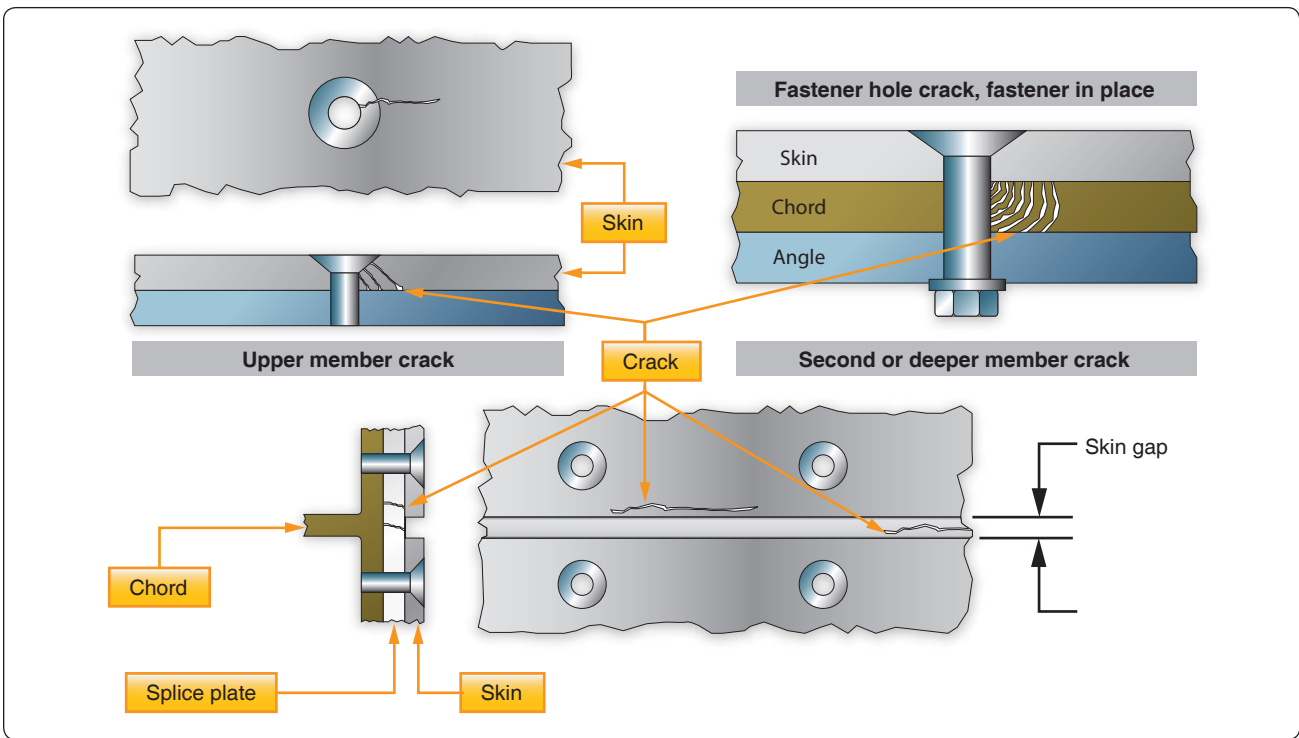 Fastener hole crack, fastener in place
Skin
Chord
Angle
Skin
Upper member crack
Crack
Second or deeper member crack
Skin gap
Chord
Splice plate
Skin